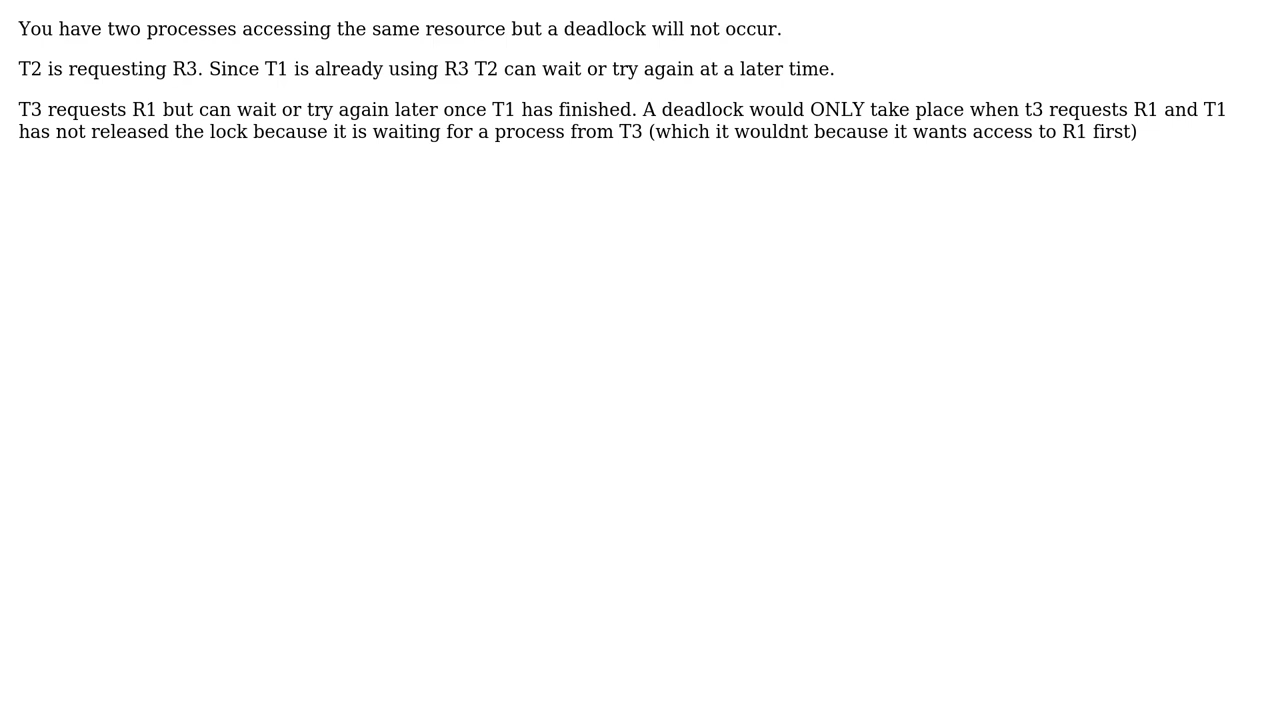 You have two processes accessing the same resource but a deadlock will not occur.
T2 is requesting R3. Since T1 is already using R3 T2 can wait or try again at a later time.
T3 requests R1 but can wait or try again later once T1 has finished. A deadlock would ONLY take place when t3 requests R1 and T1
has not released the lock because it is waiting for a process from T3 (which it wouldnt because it wants access to R1 first)